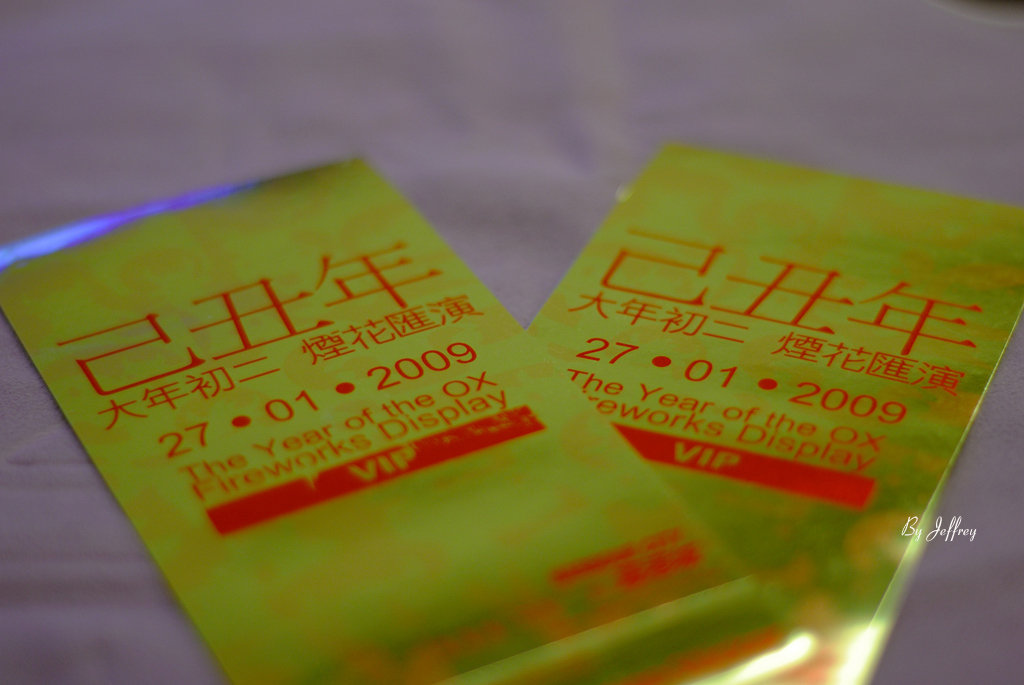 己丑年
大年初二 煙花匯演
27•01•2009
The Year of the OX
Fireworks Display
VIP
己丑年
大年初二 煙花匯演
27•01•2009
The Year of the OX
Fireworks Display
VIP
By Jeffrey